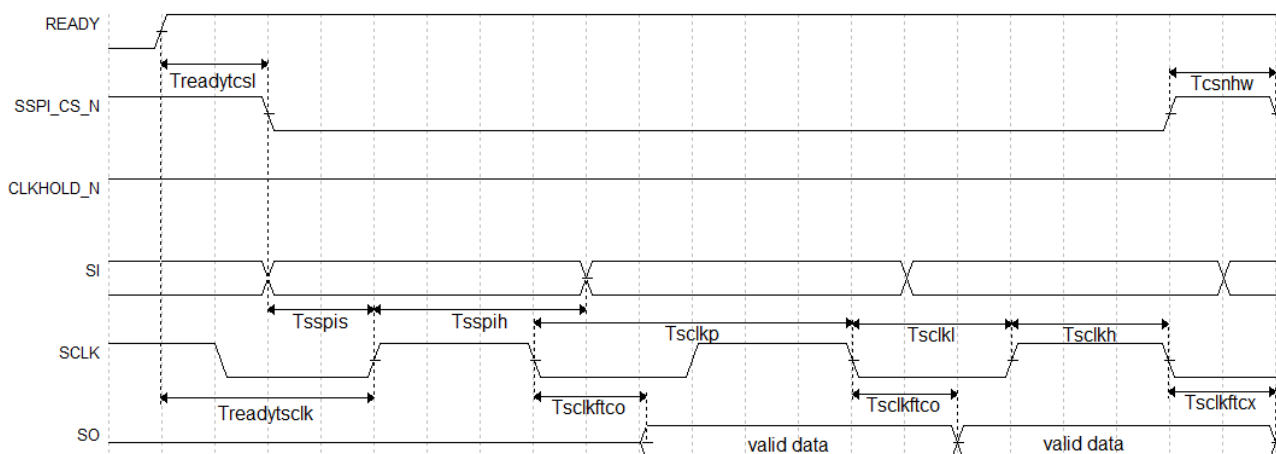 READY
Treadytcsl
Tcsnhw
SSPI_CS_N
CLKHOLD_N
SI
Tsspis
Tsspih
Tsclkp
Tsclkl
Tsclkh
SCLK
Treadytsclk
Tsclkftco
Tsclkftco
Tsclkftcx
SO
valid data
valid data